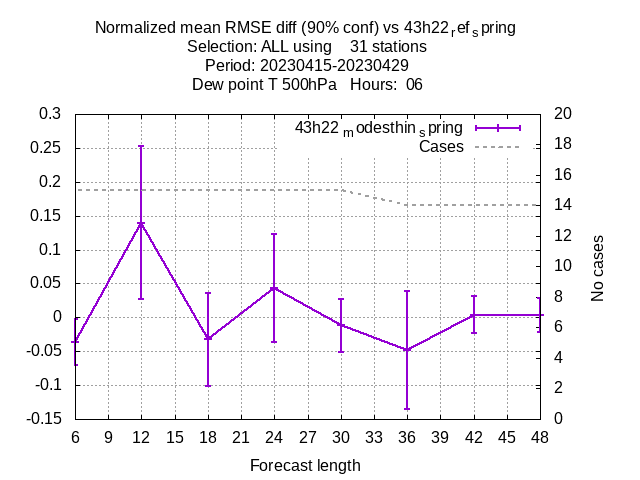 Normalized mean RMSE diff (90% conf) vs 43h22refspring
Selection: ALL using    31 stations
Period: 20230415-20230429
Dew point T 500hPa   Hours:  06
43h22modesthinspring
Cases
0.3
0.25
0.2
0.15
0.1
0.05
0
-0.05
-0.1
-0.15
20
18
16
14
12
10
8
6
4
2
0
No cases
6 9 12 15 18 21 24 27 30 33 36 39 42 45 48
Forecast length